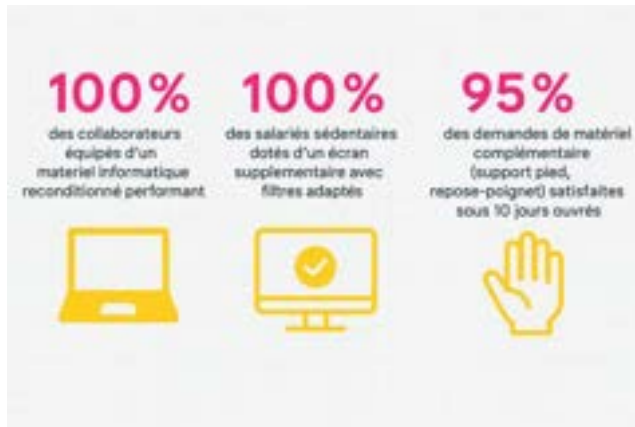 100%
des collaborateurs
équipés d'un
materiel informatique
reconditionné performant
100%
des salariés sédentaires
dotés d'un écran
supplementaire avec
filtres adaptés
95%
des demandes de matériel
complémentaire
(support pied,
repose-poignet) satisfaites
sous 10 jours ouvrés